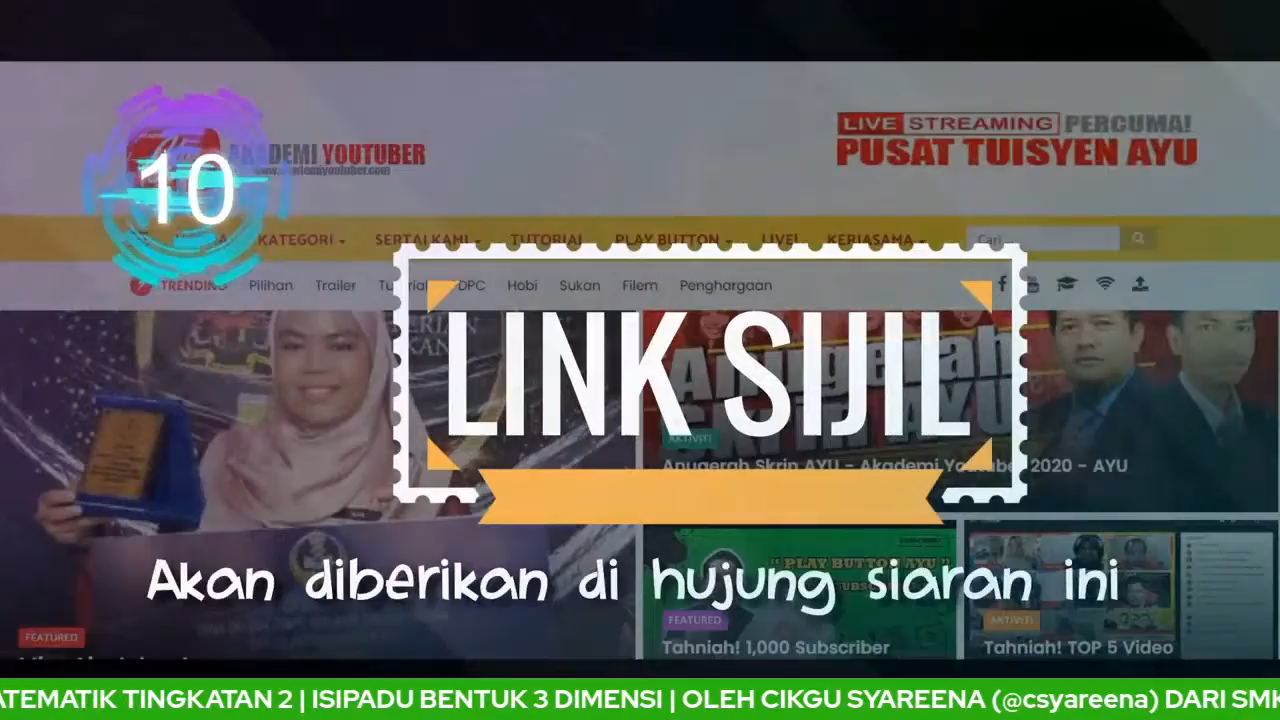 LIVE STREAMING PERCUMA!
PUSAT TUISYEN AYU
AKADEMI YOUTUBER
10
KATEGORI SERTAI KAMI TUTORIAL PLAY BUTTON LIVE! KERJASAMA Cari
TRENDING Pilihan Trailer Tutorial DPC Hobi Sukan Filem Penghargaan
LINK SIJIL
Anugerah
AKTIVITI
Anugerah Skrin AYU - Akademi Youtuber 2020 - AYU
Akan diberikan di hujung siaran ini
"PLAY BUTTON AYU"
FEATURED
FEATURED
AKTIVITI
Tahniah! 1,000 Subscriber
Tahniah! TOP 5 Video
ATEMATIK TINGKATAN 2 | ISIPADU BENTUK 3 DIMENSI | OLEH CIKGU SYAREENA (@csyareena) DARI SMK